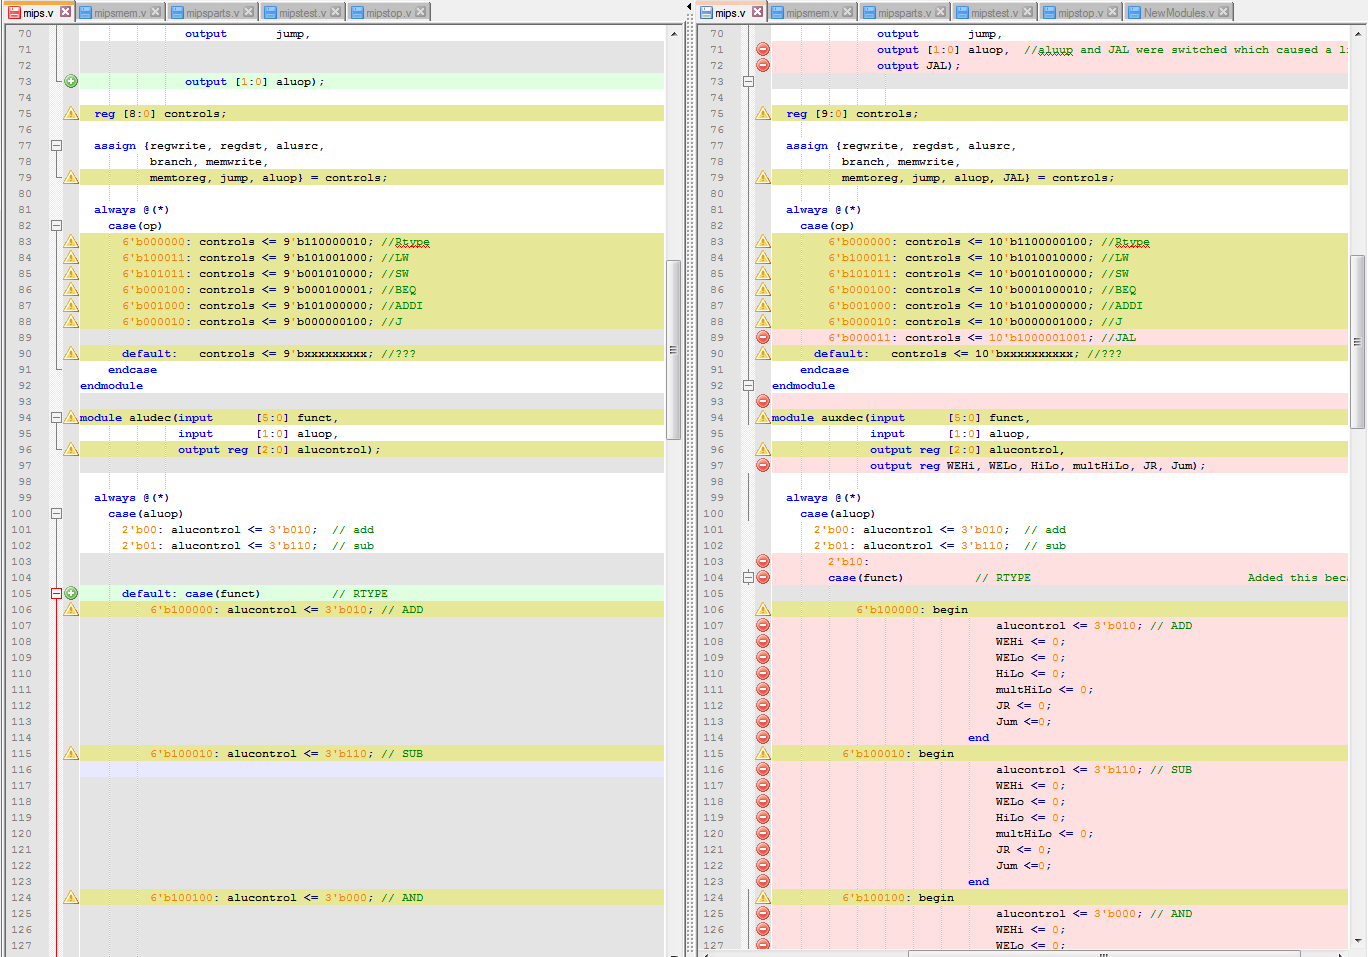 mips.v mipsmem.v mipsparts.v mipstest.v mipstop.v
70 output jump,
71
72
73 output [1:0] aluop);
74
75 reg [8:0] controls;
76
77 assign {regwrite, regdst, alusrc,
78 branch, memwrite,
79 memtoreg, jump, aluop} = controls;
80
81 always @(*)
82 case(op)
83 6'b000000: controls <= 9'b110000010; //Rtype
84 6'b100011: controls <= 9'b101001000; //LW
85 6'b101011: controls <= 9'b001010000; //SW
86 6'b000100: controls <= 9'b000100001; //BEQ
87 6'b001000: controls <= 9'b101000000; //ADDI
88 6'b000010: controls <= 9'b000000100; //J
89
90 default: controls <= 9'bxxxxxxxxx; //???
91 endcase
92 endmodule
93
94 module aludec(input [5:0] funct,
95 input [1:0] aluop,
96 output reg [2:0] alucontrol);
97
98
99 always @(*)
100 case(aluop)
101 2'b00: alucontrol <= 3'b010; // add
102 2'b01: alucontrol <= 3'b110; // sub
103
104
105 default: case(funct) // RTYPE
106 6'b100000: alucontrol <= 3'b010; // ADD
107
108
109
110
111
112
113
114
115 6'b100010: alucontrol <= 3'b110; // SUB
116
117
118
119
120
121
122
123
124 6'b100100: alucontrol <= 3'b000; // AND
125
126
127
mips.v mipsmem.v mipsparts.v mipstest.v mipstop.v NewModules.v
70 output jump,
71 output [1:0] aluop, //aluup and JAL were switched which caused a
72 output JAL);
73
74
75 reg [9:0] controls;
76
77 assign {regwrite, regdst, alusrc,
78 branch, memwrite,
79 memtoreg, jump, aluop, JAL} = controls;
80
81 always @(*)
82 case(op)
83 6'b000000: controls <= 10'b1100000100; //Rtype
84 6'b100011: controls <= 10'b1010010000; //LW
85 6'b101011: controls <= 10'b0010100000; //SW
86 6'b000100: controls <= 10'b0001000010; //BEQ
87 6'b001000: controls <= 10'b1010000000; //ADDI
88 6'b000010: controls <= 10'b0000001000; //J
89 6'b000011: controls <= 10'b1000001001; //JAL
90 default: controls <= 10'bxxxxxxxxxx; //???
91 endcase
92 endmodule
93
94 module auxdec(input [5:0] funct,
95 input [1:0] aluop,
96 output reg [2:0] alucontrol,
97 output reg WEHi, WELo, HiLo, multHiLo, JR, Jum);
98
99 always @(*)
100 case(aluop)
101 2'b00: alucontrol <= 3'b010; // add
102 2'b01: alucontrol <= 3'b110; // sub
103 2'b10:
104 case(funct) // RTYPE Added this
105
106 6'b100000: begin
107 alucontrol <= 3'b010; // ADD
108 WEHi <= 0;
109 WELo <= 0;
110 HiLo <= 0;
111 multHiLo <= 0;
112 JR <= 0;
113 Jum <=0;
114 end
115 6'b100010: begin
116 alucontrol <= 3'b110; // SUB
117 WEHi <= 0;
118 WELo <= 0;
119 HiLo <= 0;
120 multHiLo <= 0;
121 JR <= 0;
122 Jum <=0;
123 end
124 6'b100100: begin
125 alucontrol <= 3'b000; // AND
126 WEHi <= 0;
127 WELo <= 0;